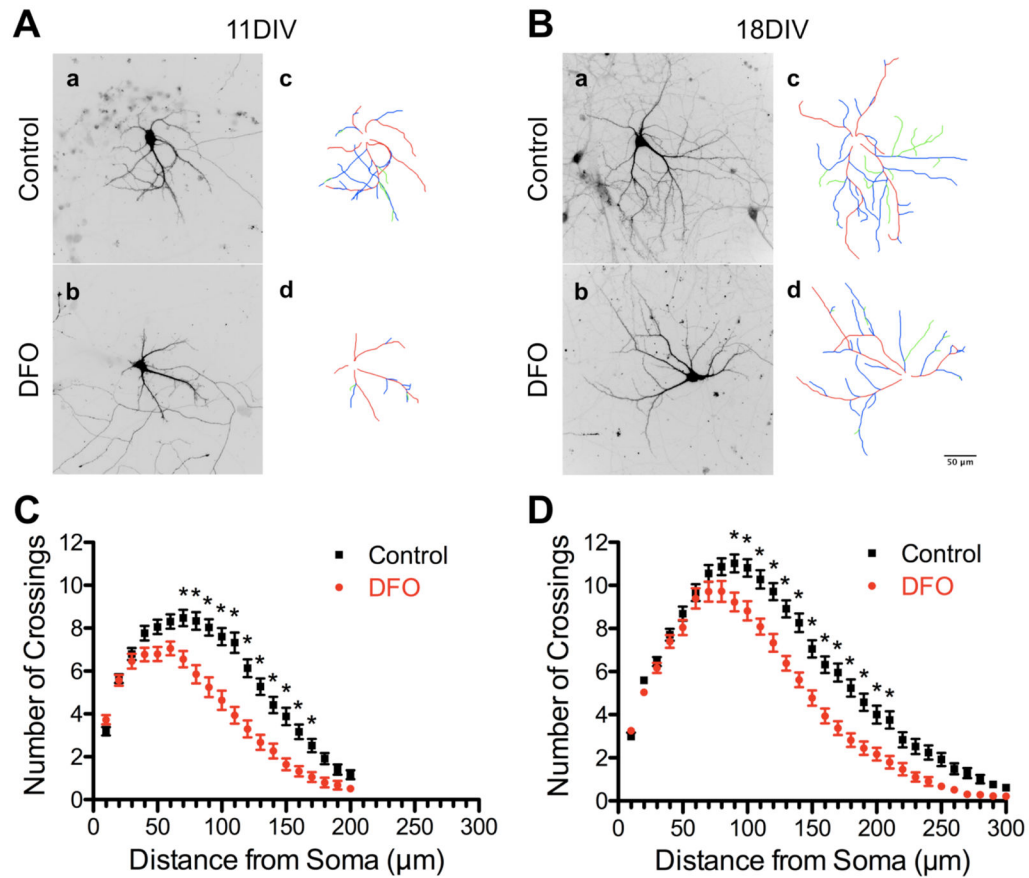 A
11DIV
B
18DIV
Control
a
c
Control
a
c
DFO
b
d
DFO
b
d
50 µm
C
Number of Crossings
12
10
8
6
4
2
0
** * * * * * * * *
Control
DFO
0 50 100 150 200 250 300
Distance from Soma (µm)
D
Number of Crossings
12
10
8
6
4
2
0
* * * * * * * * * * * * *
Control
DFO
0 50 100 150 200 250 300
Distance from Soma (µm)